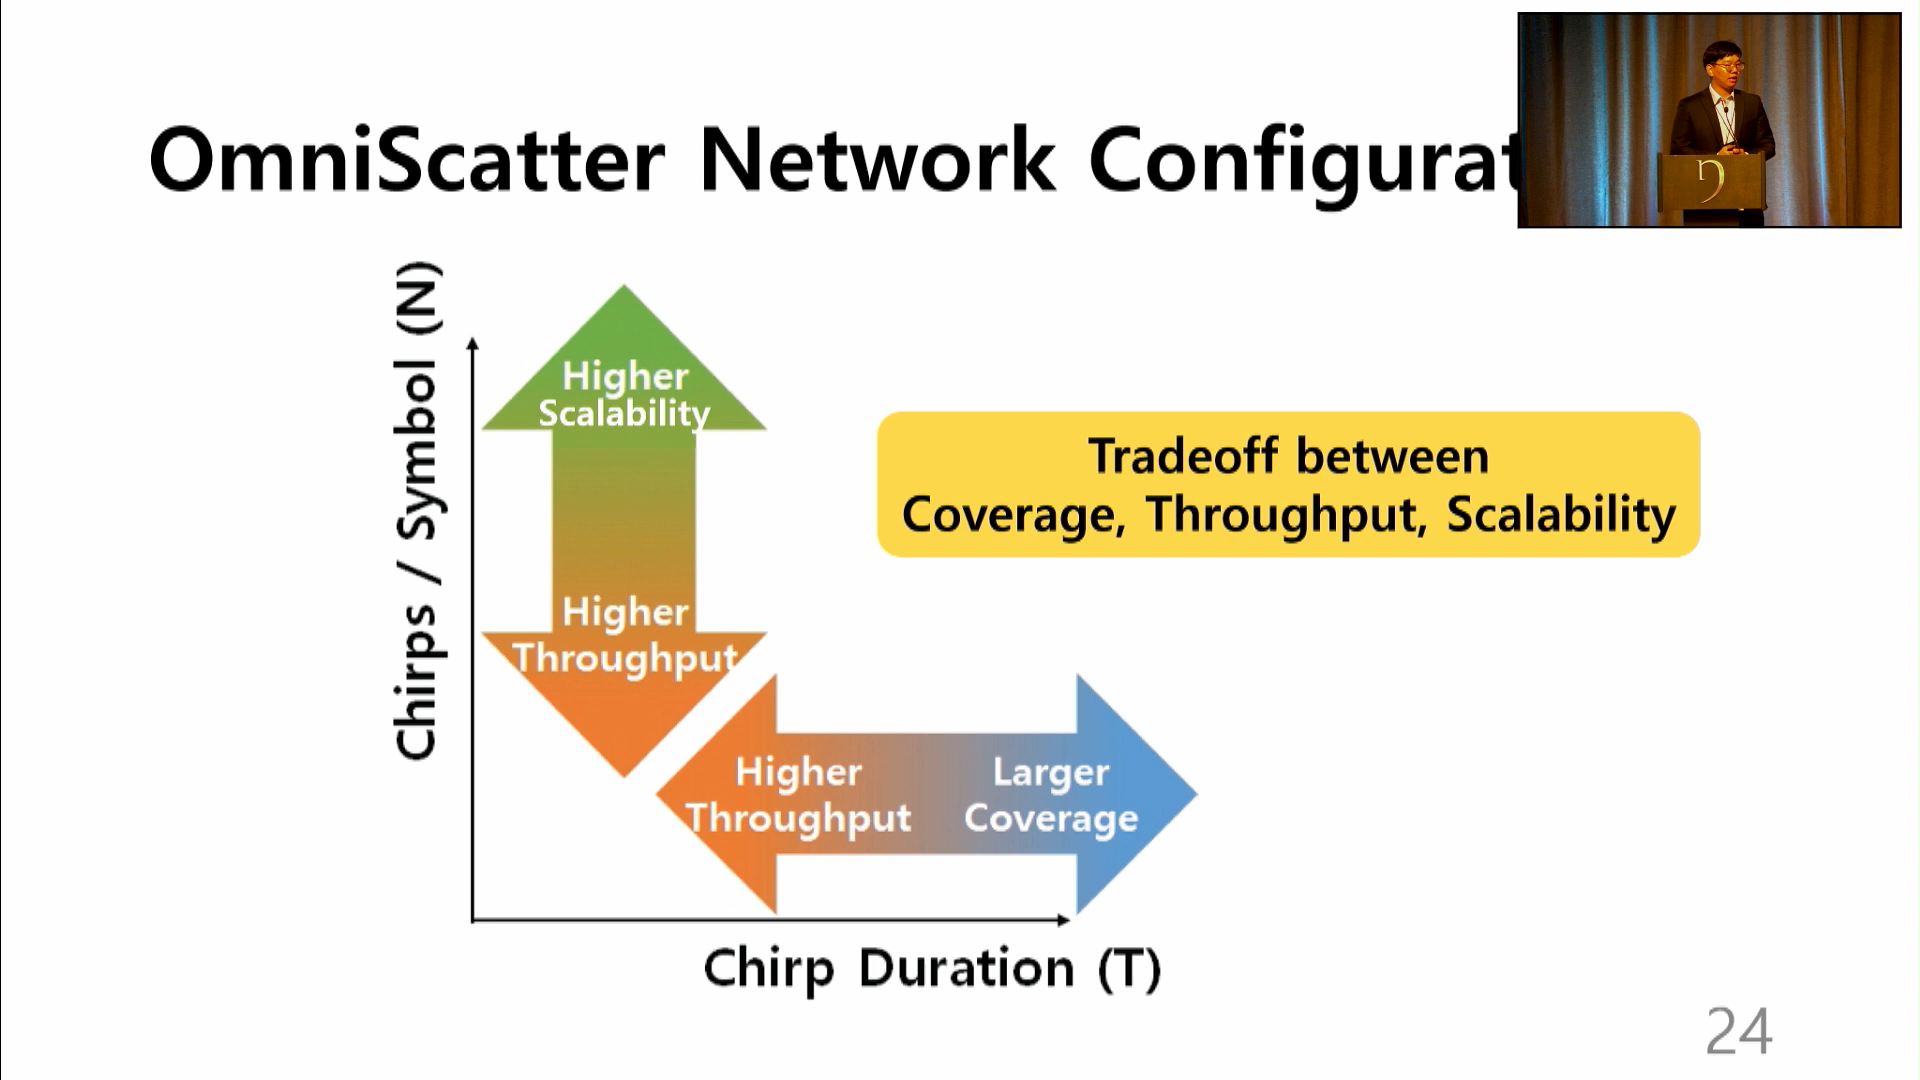 OmniScatter Network Configurat
Chirps / Symbol (N)
Higher
Scalability
Higher
Throughput
Higher
Throughput
Larger
Coverage
Chirp Duration (T)
Tradeoff between
Coverage, Throughput, Scalability
24